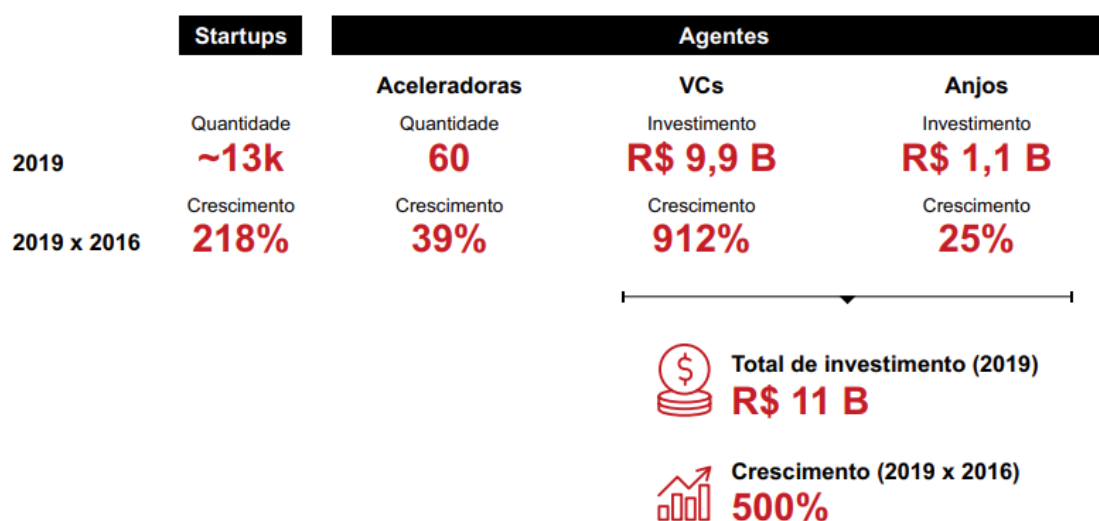 Startups Agentes
Aceleradoras VCs Anjos
Quantidade Quantidade Investimento Investimento
2019 ~13k 60 R$ 9,9 B R$ 1,1 B
Crescimento Crescimento Crescimento Crescimento
2019 x 2016 218% 39% 912% 25%
Total de investimento (2019)
R$ 11 B
Crescimento (2019 x 2016)
500%